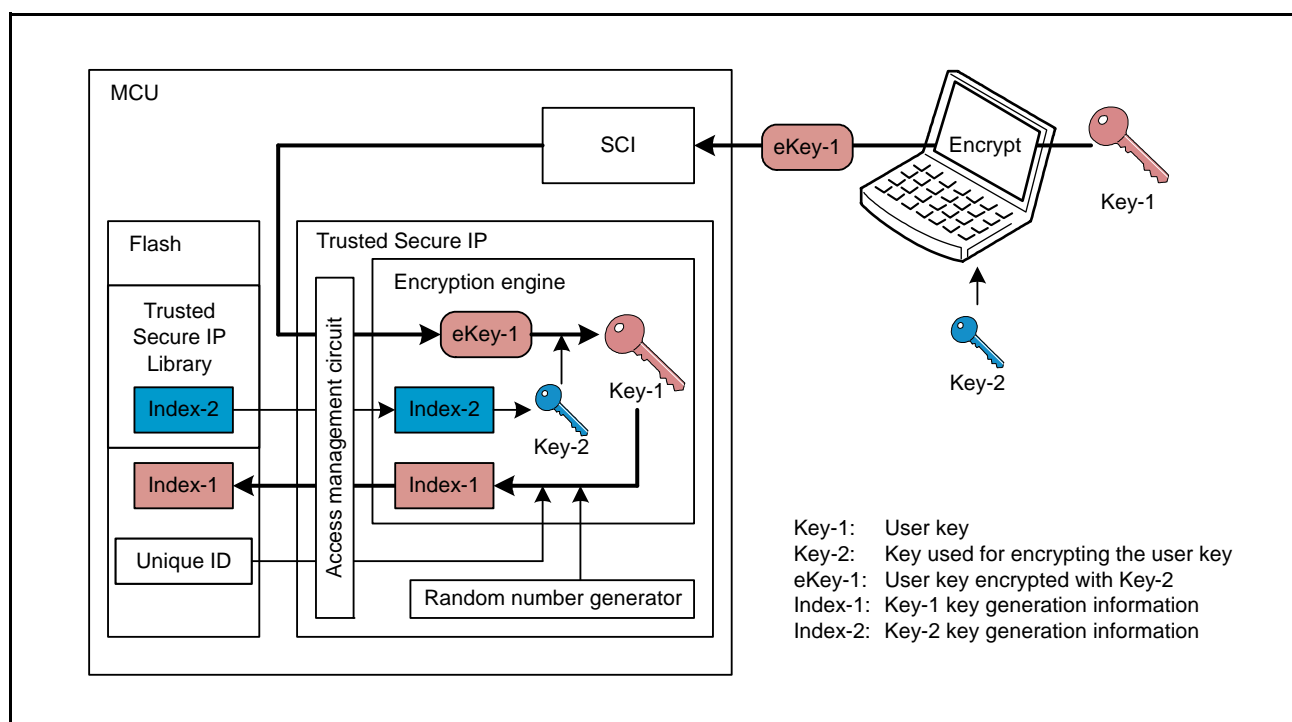 MCU
SCI
eKey-1
Encrypt
Key-1
Flash
Trusted Secure IP
Encryption engine
Trusted
Secure IP
Library
Access management circuit
eKey-1
Key-1
Key-2
Index-2
Index-2
Key-2
Index-1
Index-1
Unique ID
Random number generator
Key-1: User key
Key-2: Key used for encrypting the user key
eKey-1: User key encrypted with Key-2
Index-1: Key-1 key generation information
Index-2: Key-2 key generation information